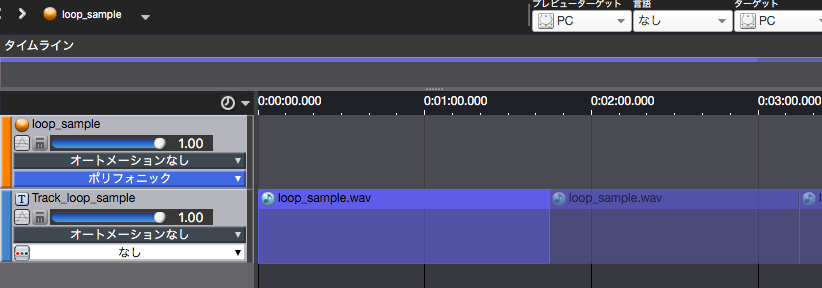 loop_sample
プレビューターゲット 言語 ターゲット
PC なし PC
タイムライン
0:00:00.000 0:01:00.000 0:02:00.000 0:03:00.000
loop_sample
1.00
オートメーションなし
ポリフォニック
Track_loop_sample loop_sample.wav loop_sample.wav l
1.00
オートメーションなし
なし